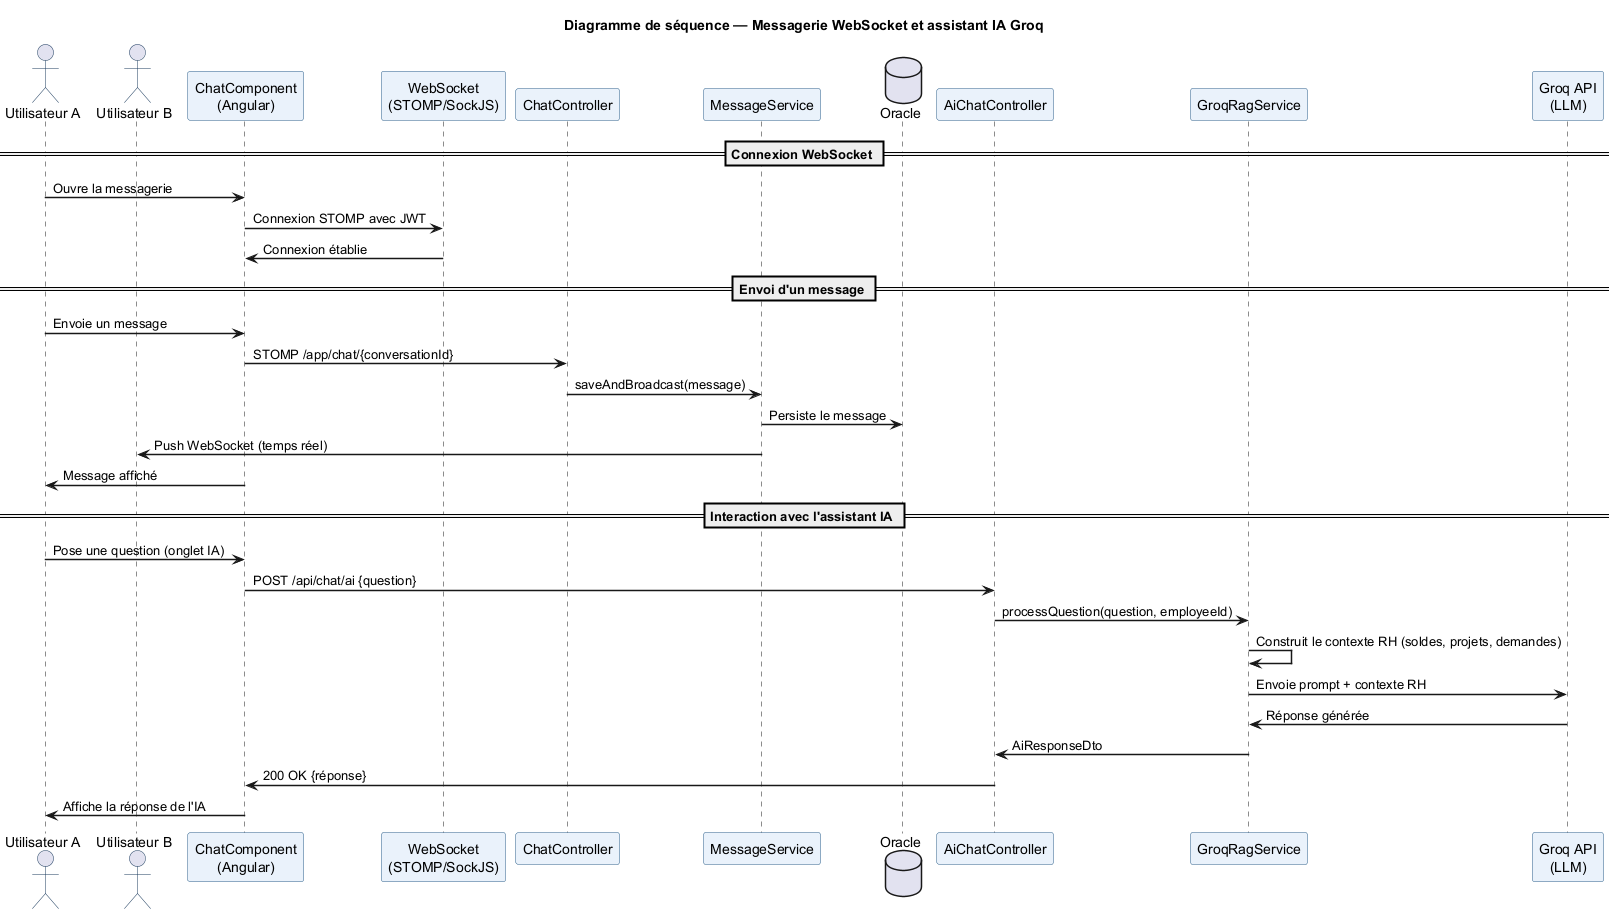 Diagramme de séquence — Messagerie WebSocket et assistant IA Groq
Utilisateur A
Utilisateur B
ChatComponent
(Angular)
WebSocket
(STOMP/SockJS)
ChatController
MessageService
Oracle
AiChatController
GroqRagService
Groq API
(LLM)
Connexion WebSocket
Ouvre la messagerie
Connexion STOMP avec JWT
Connexion établie
Envoi d'un message
Envoie un message
STOMP /app/chat/{conversationId}
saveAndBroadcast(message)
Persiste le message
Push WebSocket (temps réel)
Message affiché
Interaction avec l'assistant IA
Pose une question (onglet IA)
POST /api/chat/ai {question}
processQuestion(question, employeeId)
Construit le contexte RH (soldes, projets, demandes)
Envoie prompt + contexte RH
Réponse générée
AiResponseDto
200 OK {réponse}
Affiche la réponse de l'IA
Utilisateur A
Utilisateur B
ChatComponent
(Angular)
WebSocket
(STOMP/SockJS)
ChatController
MessageService
Oracle
AiChatController
GroqRagService
Groq API
(LLM)